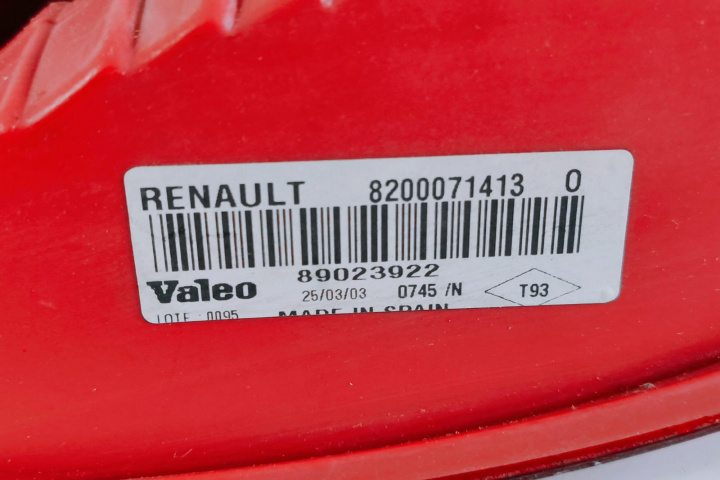 RENAULT 8200071413 0
89023922
Valeo 25/03/03 0745 /N T93
LOTE : 0095 MADE IN SPAIN